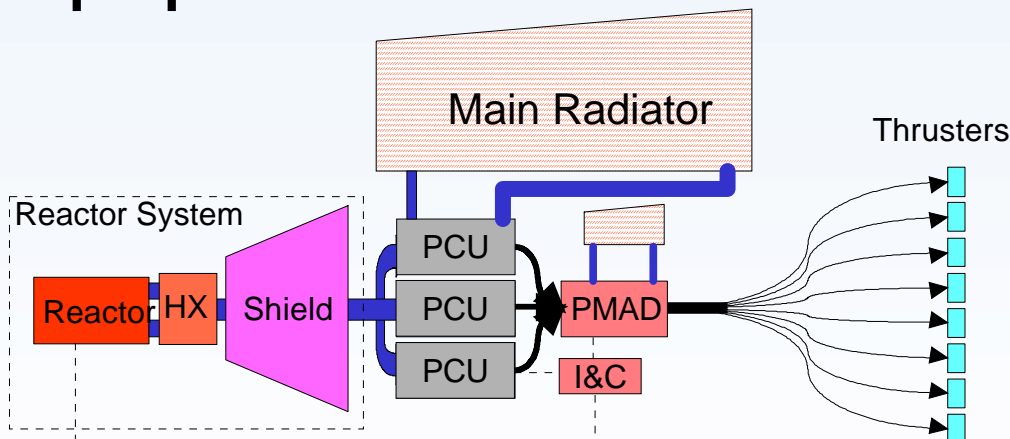 Main Radiator
Thrusters
Reactor System
PCU
Reactor
HX
Shield
PCU
PMAD
PCU
I&C